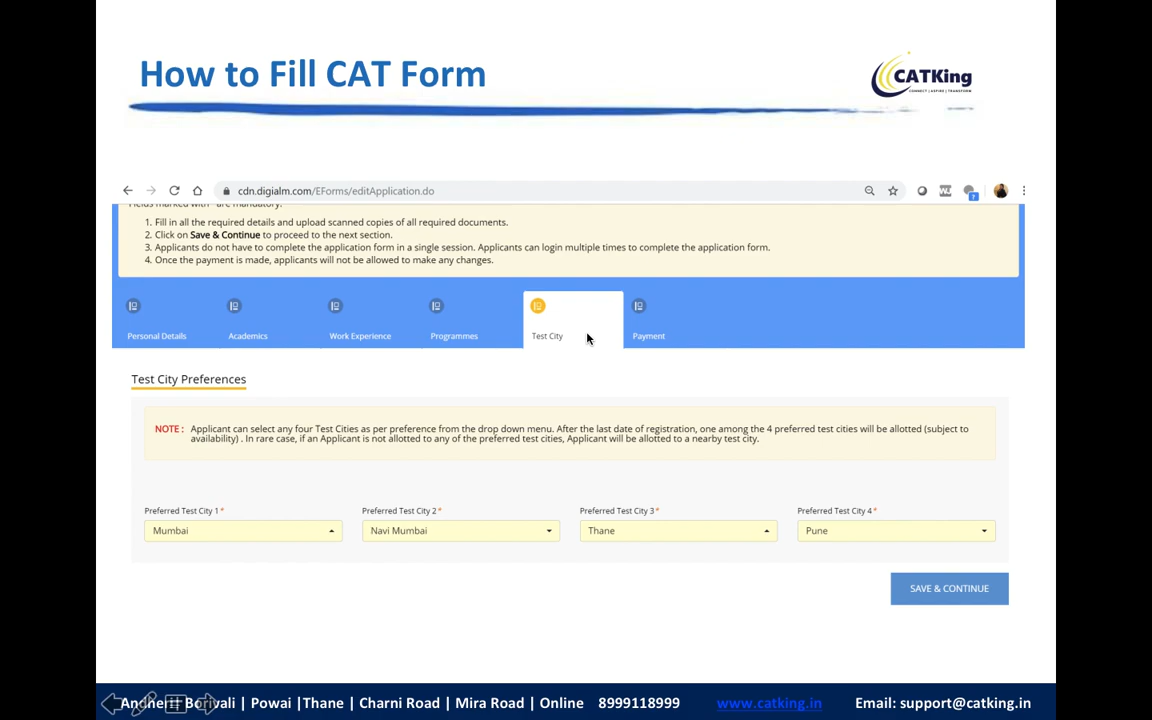 How to Fill CAT Form
CATKing
CONNECT | ASPIRE | TRANSFORM
cdn.digialm.com/EForms/editApplication.do
Fields marked with * are mandatory.
1. Fill in all the required details and upload scanned copies of all required documents.
2. Click on Save & Continue to proceed to the next section.
3. Applicants do not have to complete the application form in a single session. Applicants can login multiple times to complete the application form.
4. Once the payment is made, applicants will not be allowed to make any changes.
Personal Details
Academics
Work Experience
Programmes
Test City
Payment
Test City Preferences
NOTE : Applicant can select any four Test Cities as per preference from the drop down menu. After the last date of registration, one among the 4 preferred test cities will be allotted (subject to
availability) . In rare case, if an Applicant is not allotted to any of the preferred test cities, Applicant will be allotted to a nearby test city.
Preferred Test City 1* Preferred Test City 2* Preferred Test City 3* Preferred Test City 4*
Mumbai Navi Mumbai Thane Pune
SAVE & CONTINUE
Andheri Borivali | Powai |Thane | Charni Road | Mira Road | Online 8999118999 www.catking.in Email: support@catking.in